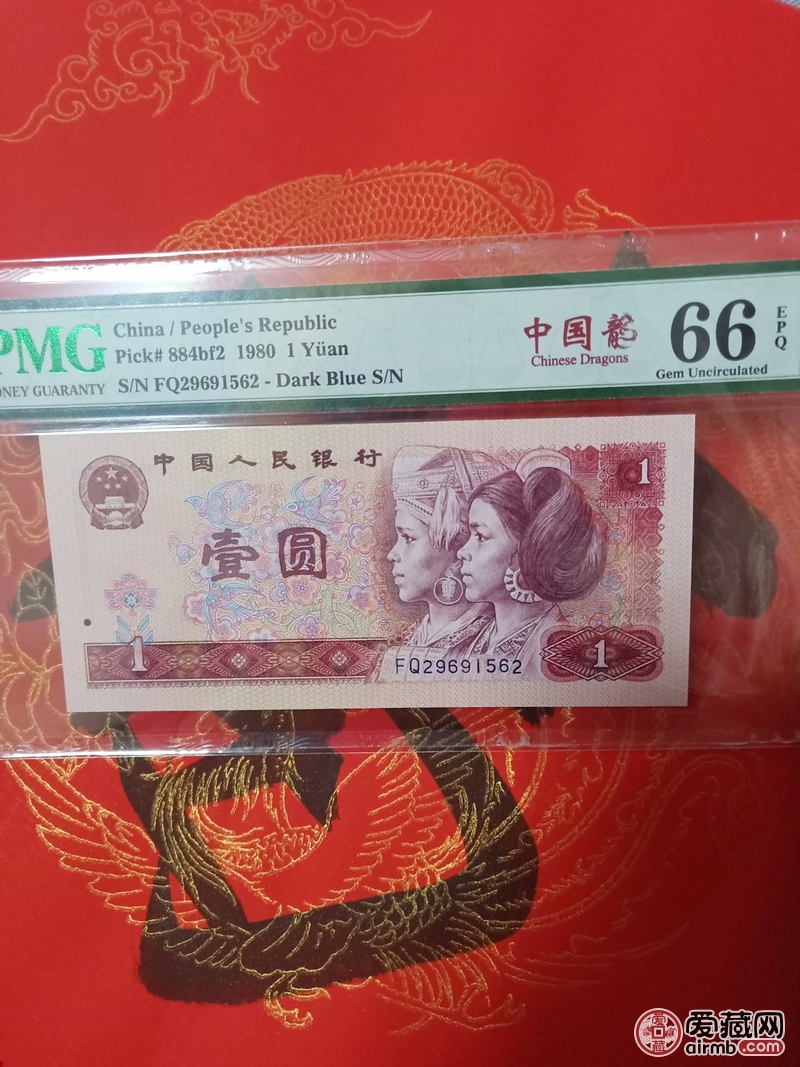 PMG
MONEY GUARANTY
China / People's Republic
Pick# 884bf2 1980 1 Yüan
S/N FQ29691562 - Dark Blue S/N
中国龙
Chinese Dragons
66
EPQ
Gem Uncirculated
中国人民银行
1
壹圆
1
FQ29691562
1
爱藏网
airmb.com